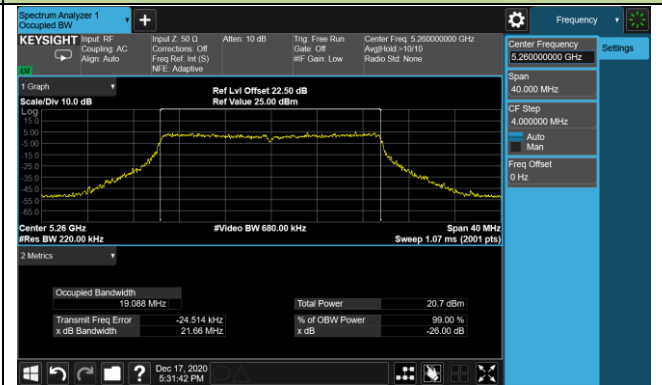 Spectrum Analyzer 1
Occupied BW
Frequency
KEYSIGHT
Input: RF
Coupling: AC
Align: Auto
Input Z: 50 Ω
Corrections: Off
Freq Ref: Int (S)
NFE: Adaptive
Atten: 10 dB
Trig: Free Run
Gate: Off
#IF Gain: Low
Center Freq: 5.260000000 GHz
Avg|Hold:>10/10
Radio Std: None
Center Frequency
5.260000000 GHz
Settings
Span
40.000 MHz
CF Step
4.000000 MHz
Auto
Man
Freq Offset
0 Hz
1 Graph
Scale/Div 10.0 dB
Ref Lvl Offset 22.50 dB
Ref Value 25.00 dBm
Log
15.0
5.00
-5.00
-15.0
-25.0
-35.0
-45.0
-55.0
-65.0
Center 5.26 GHz
#Video BW 680.00 kHz
Span 40 MHz
#Res BW 220.00 kHz
Sweep 1.07 ms (2001 pts)
2 Metrics
Occupied Bandwidth
19.088 MHz
Total Power 20.7 dBm
Transmit Freq Error -24.514 kHz
% of OBW Power 99.00 %
x dB Bandwidth 21.66 MHz
x dB -26.00 dB
?
Dec 17, 2020
5:31:42 PM